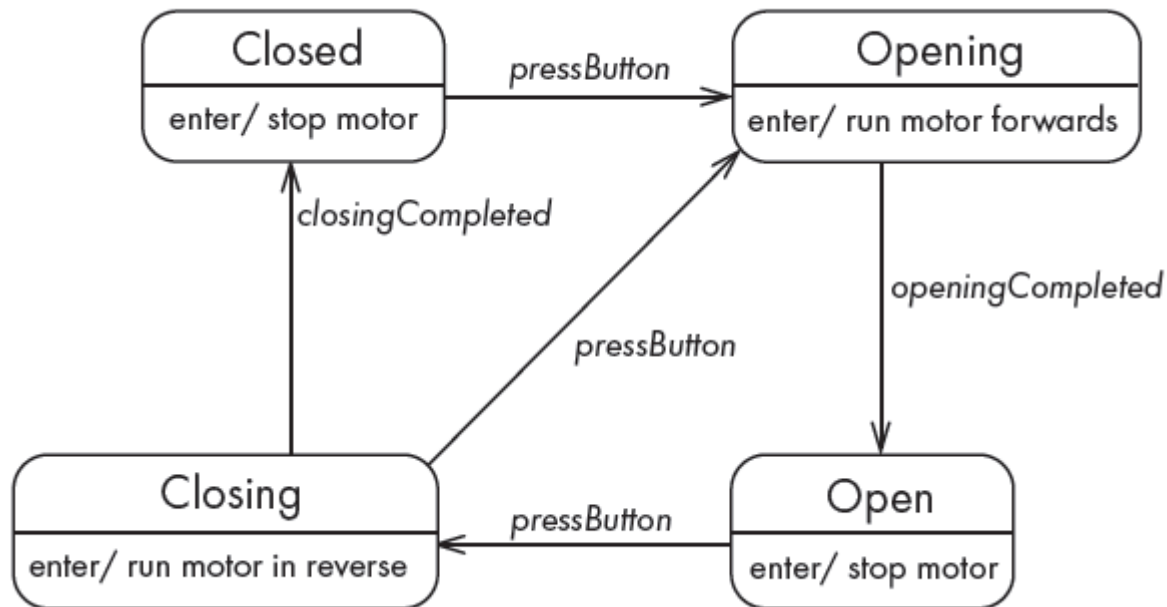 Closed
enter/ stop motor
pressButton
Opening
enter/ run motor forwards
closingCompleted
openingCompleted
pressButton
Closing
enter/ run motor in reverse
pressButton
Open
enter/ stop motor